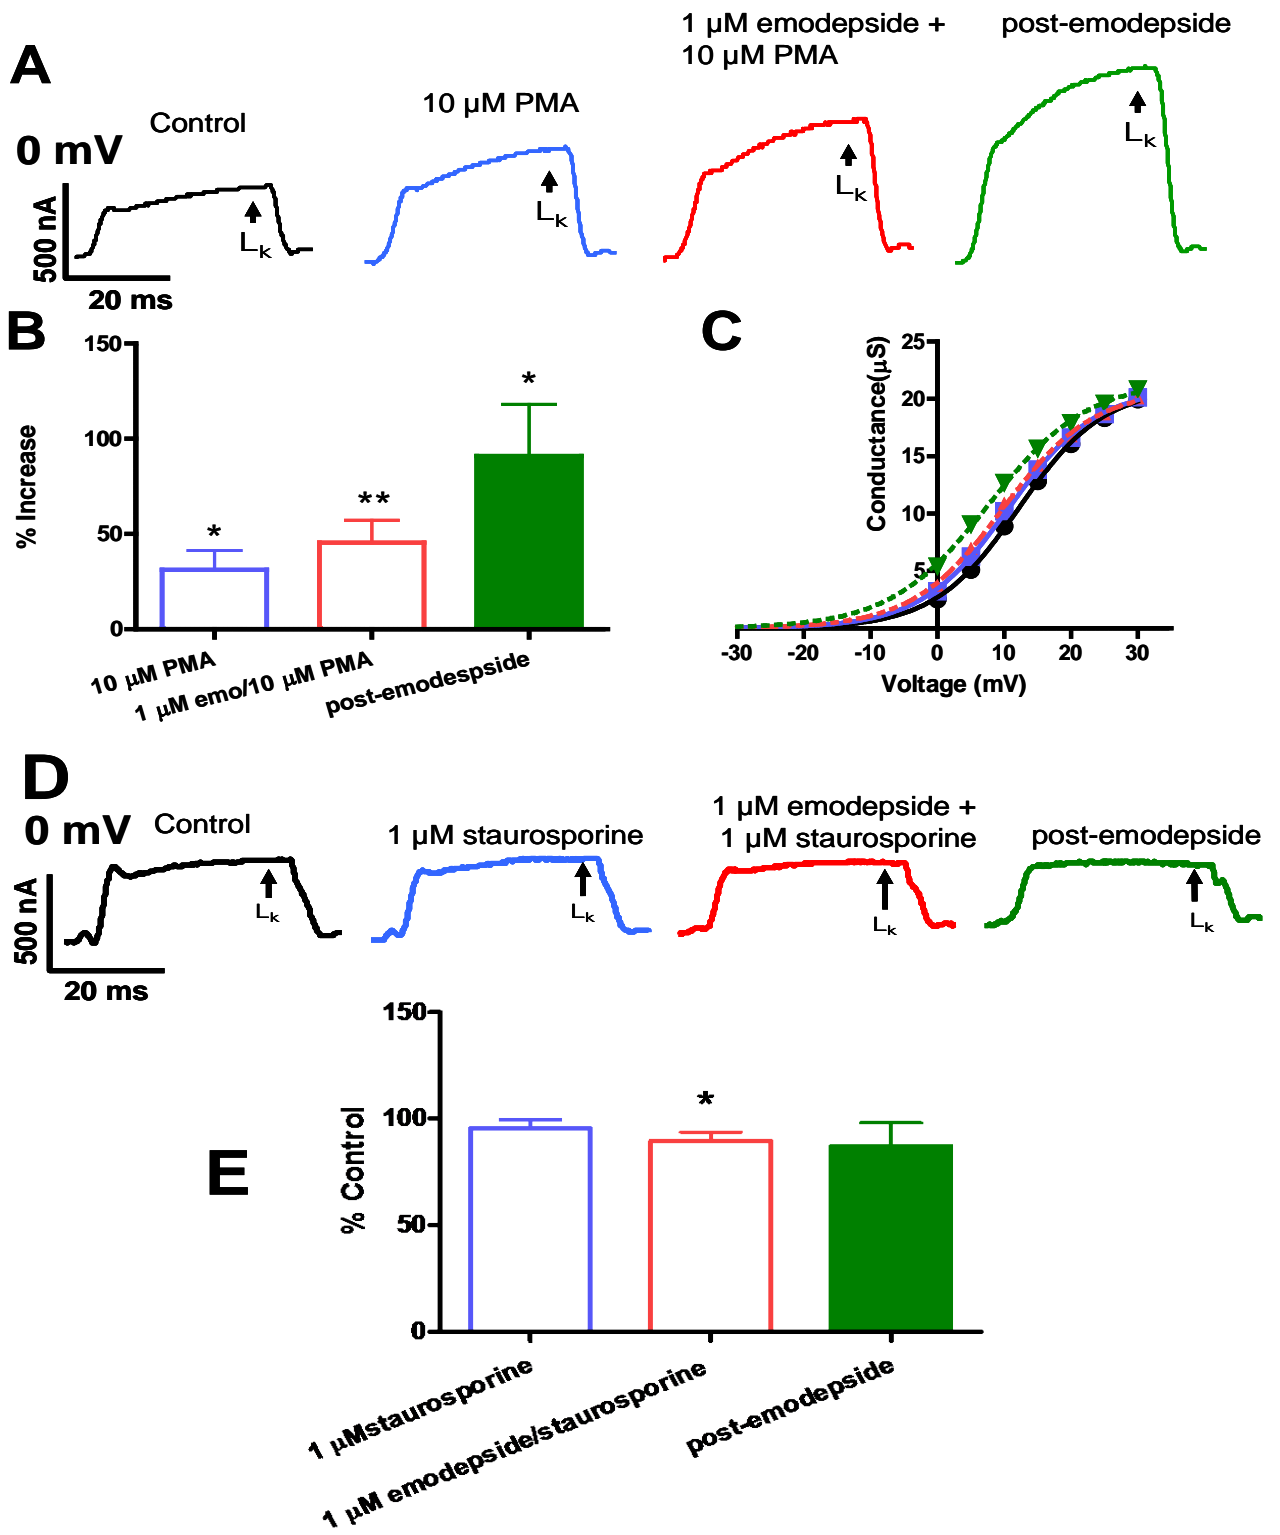 A
Control
10 µM PMA
1 µM emodepside +
10 µM PMA
post-emodepside
0 mV
500 nA
20 ms
Lk
Lk
Lk
Lk
B
% Increase
150
100
50
0
*
**
*
10 µM PMA
1 µM emo/10 µM PMA
post-emodespside
C
Conductance(µS)
25
20
15
10
5
-30 -20 -10 0 10 20 30
Voltage (mV)
D
0 mV
Control
1 µM staurosporine
1 µM emodepside +
1 µM staurosporine
post-emodepside
500 nA
20 ms
Lk
Lk
Lk
Lk
E
% Control
150
100
50
0
*
1 µMstaurosporine
1 µM emodepside/staurosporine
post-emodepside